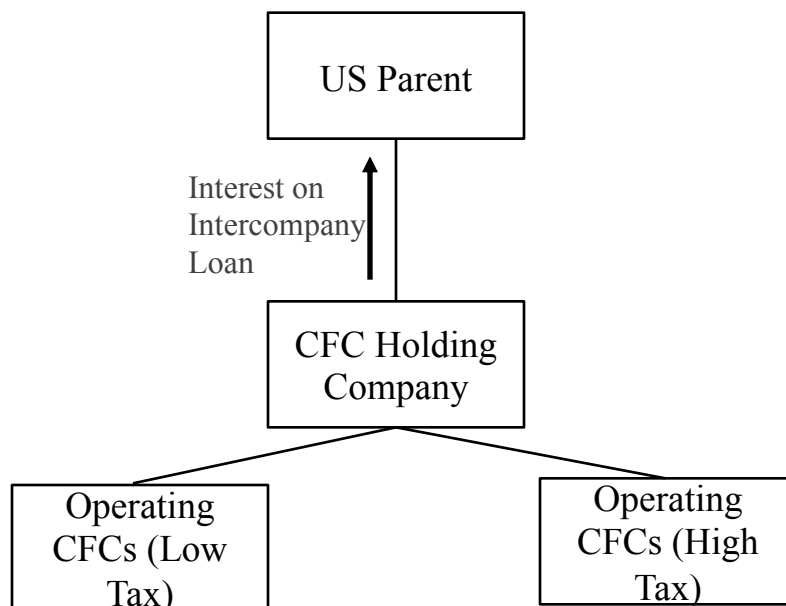 US Parent
Interest on
Intercompany
Loan
CFC Holding
Company
Operating
CFCs (Low
Tax)
Operating
CFCs (High
Tax)